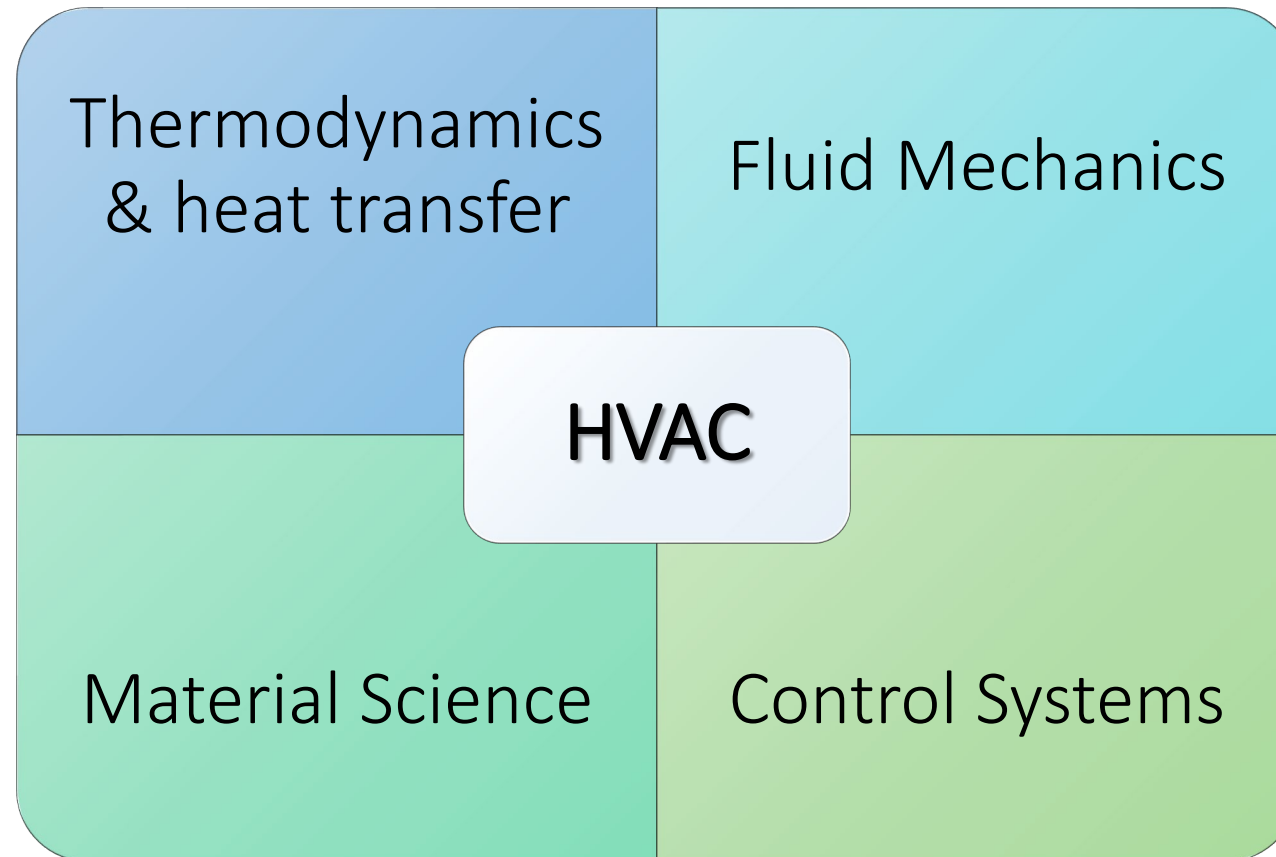 Thermodynamics
& heat transfer
Fluid Mechanics
HVAC
Material Science
Control Systems